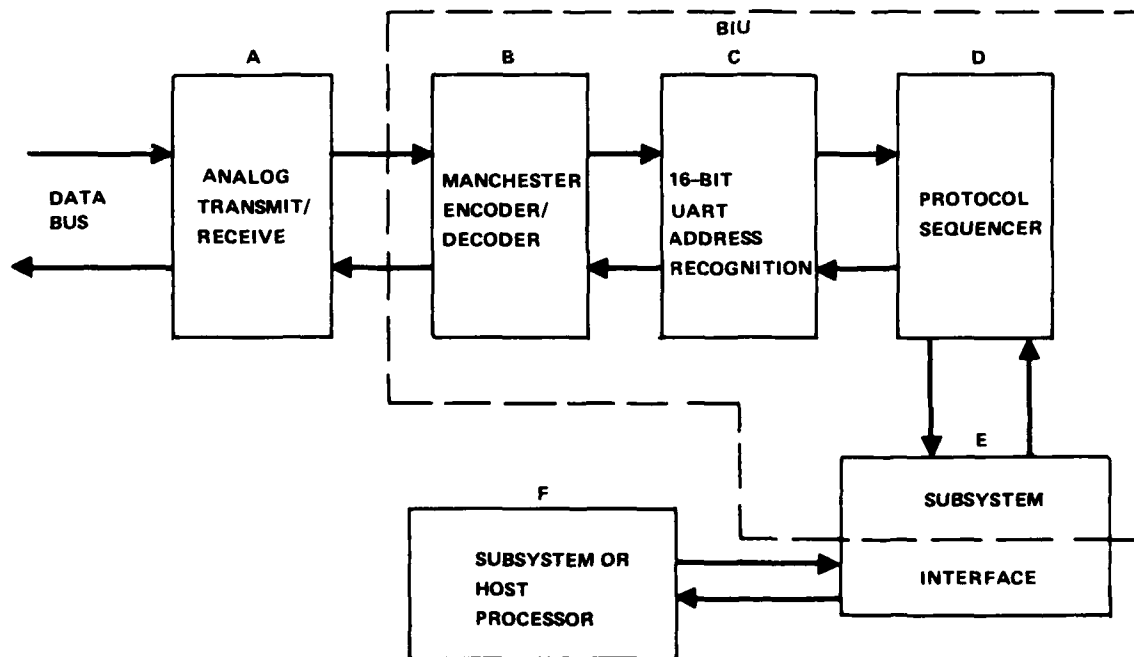 BIU
A
B
C
D
DATA
BUS
ANALOG
TRANSMIT/
RECEIVE
MANCHESTER
ENCODER/
DECODER
16-BIT
UART
ADDRESS
RECOGNITION
PROTOCOL
SEQUENCER
E
SUBSYSTEM
INTERFACE
F
SUBSYSTEM OR
HOST
PROCESSOR